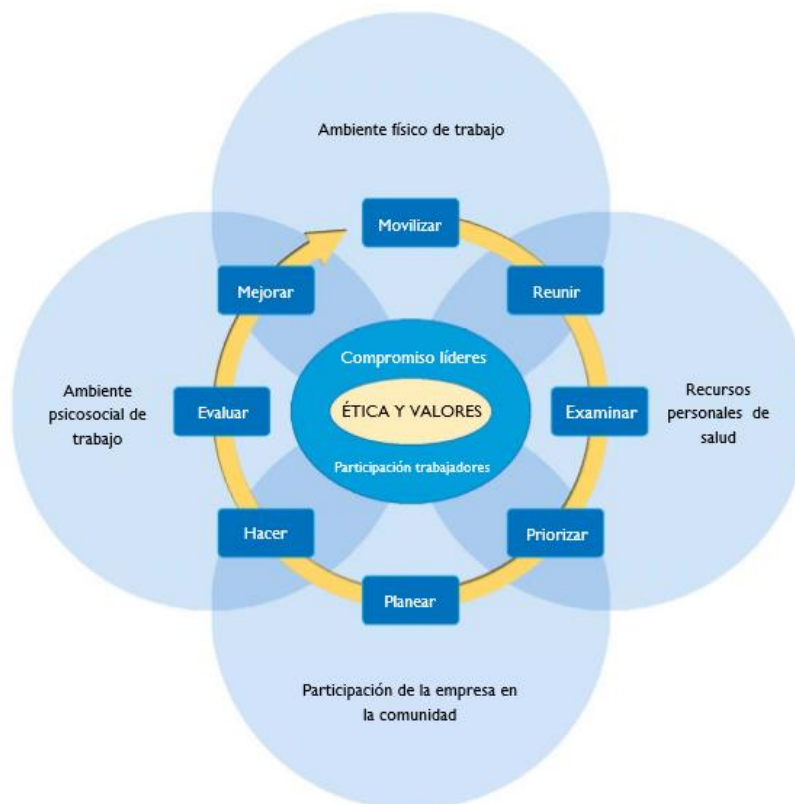 Ambiente físico de trabajo
Movilizar
Mejorar
Reunir
Compromiso líderes
Ambiente
psicosocial de
trabajo
Evaluar
ÉTICA Y VALORES
Examinar
Recursos
personales de
salud
Participación trabajadores
Hacer
Priorizar
Planear
Participación de la empresa en
la comunidad